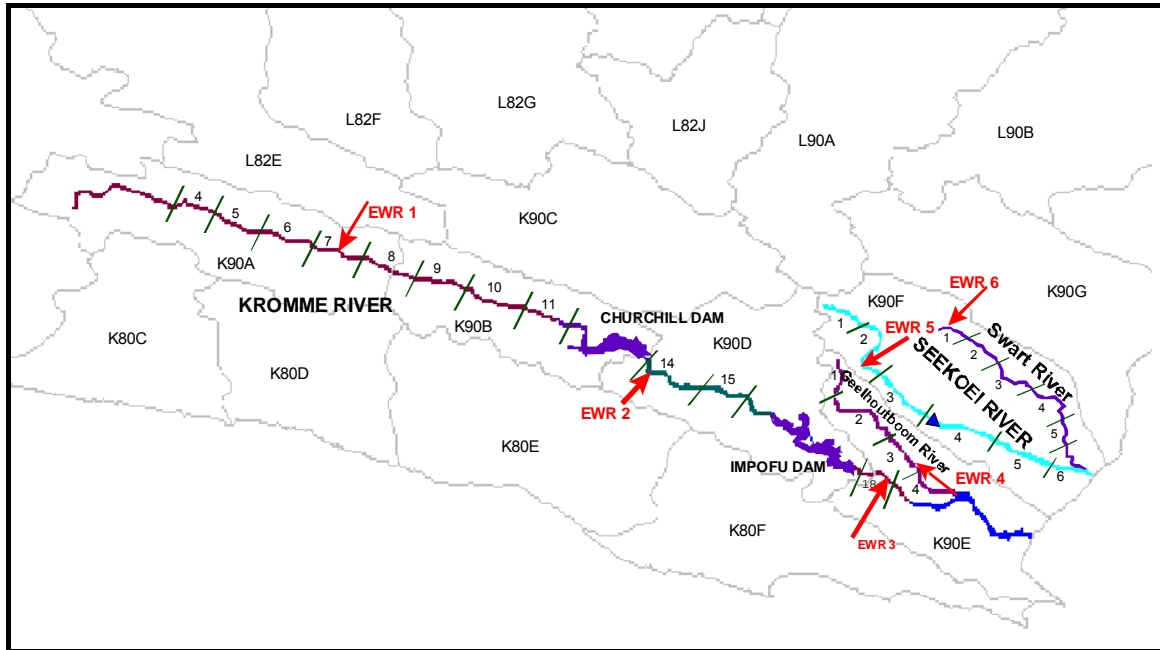 L82G
L82F
L82J
L90B
L90A
L82E
4
EWR 1
K90C
5
6
7
K90A
8
9
K90F
EWR 6
K90G
KROMME RIVER
10
11
CHURCHILL DAM
K80C
K90B
K90D
1
2
EWR 5
1
2
Swart River
K80D
14
15
EWR 2
1
SEEKOEI RIVER
3
4
3
Geelhoutboom River
2
4
5
K80E
3
5
6
IMPOFU DAM
18
4
EWR 4
K80F
EWR 3
K90E